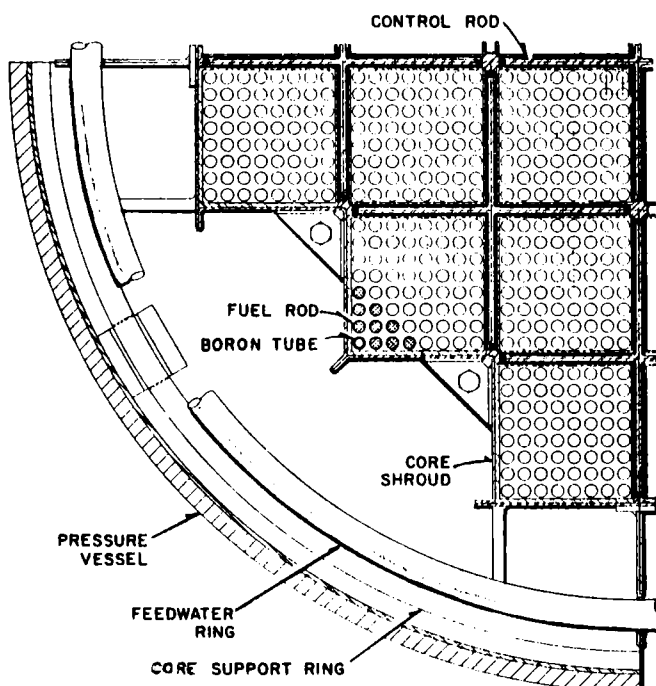 CONTROL ROD
FUEL ROD
BORON TUBE
CORE
SHROUD
PRESSURE
VESSEL
FEEDWATER
RING
CORE SUPPORT RING